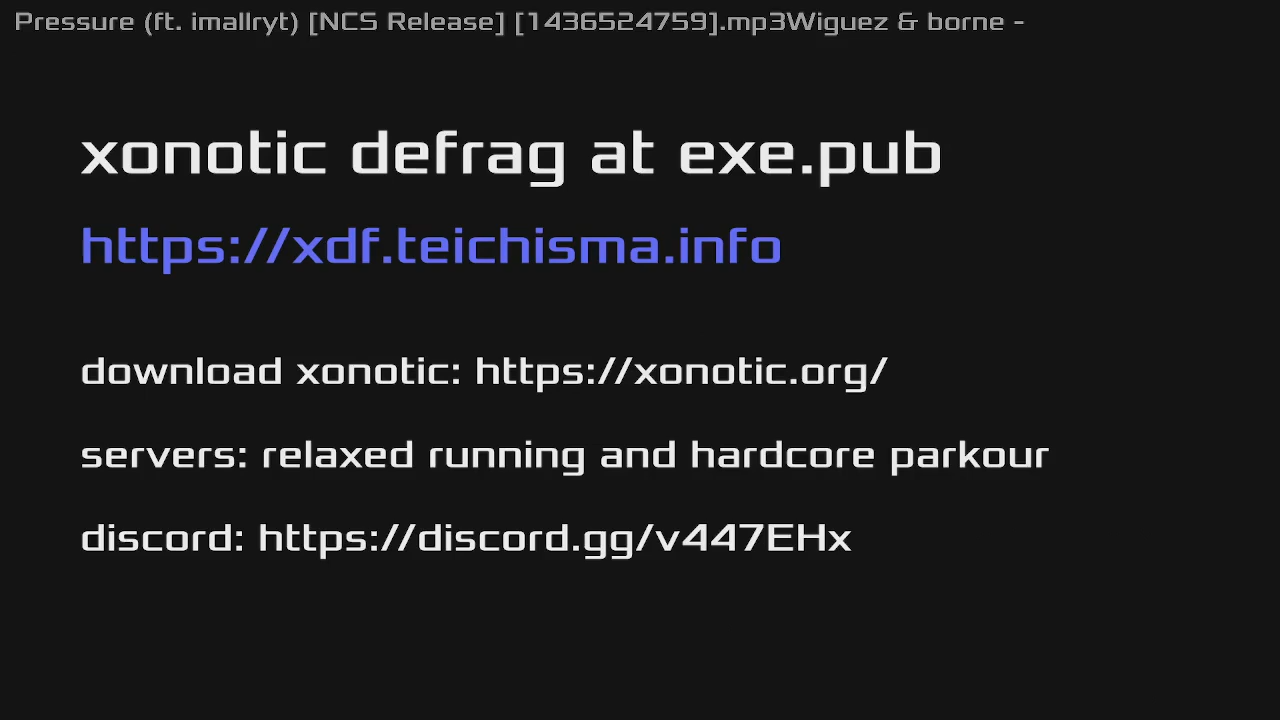 Pressure (ft. imallryt) [NCS Release] [1436524759].mp3Wiguez & borne -
xonotic defrag at exe.pub
https://xdf.teichisma.info
download xonotic: https://xonotic.org/
servers: relaxed running and hardcore parkour
discord: https://discord.gg/v447EHx